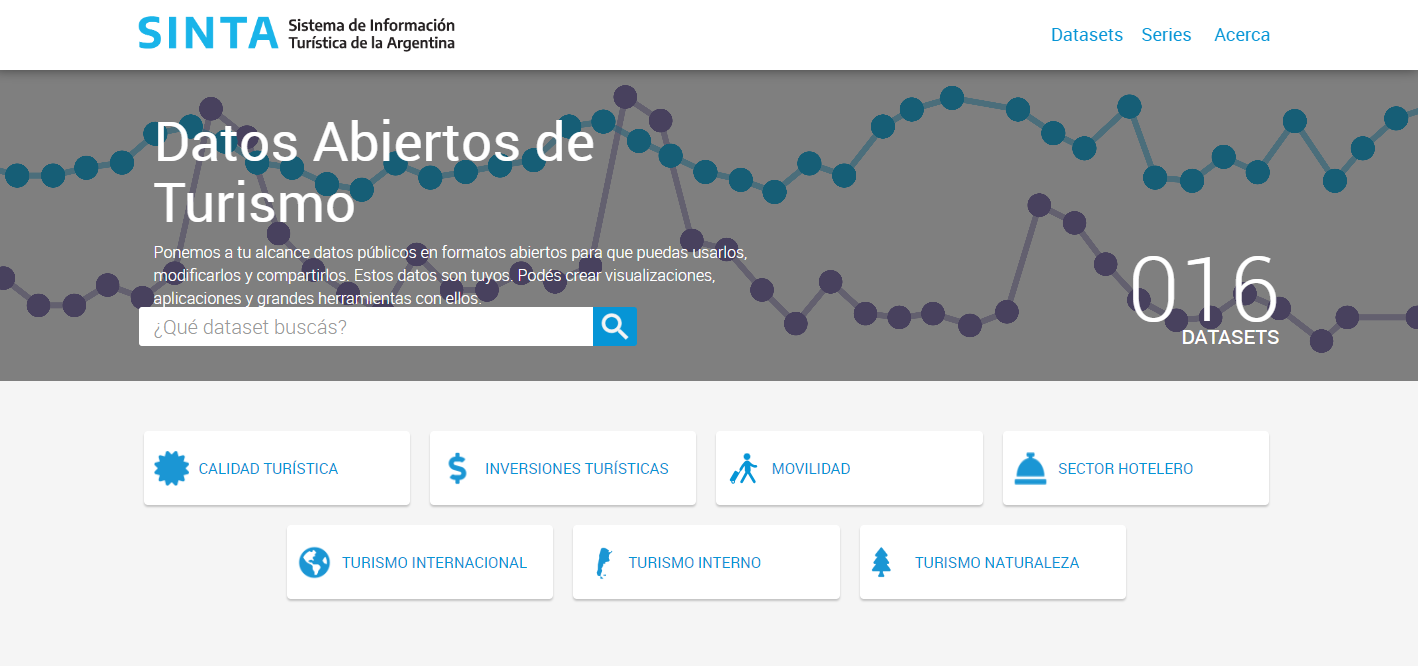 SINTA
Sistema de Información
Turística de la Argentina
Datasets Series Acerca
Datos Abiertos de
Turismo
Ponemos a tu alcance datos públicos en formatos abiertos para que puedas usarlos,
modificarlos y compartirlos. Estos datos son tuyos. Podés crear visualizaciones,
aplicaciones y grandes herramientas con ellos.
¿Qué dataset buscás?
016
DATASETS
CALIDAD TURÍSTICA
INVERSIONES TURÍSTICAS
MOVILIDAD
SECTOR HOTELERO
TURISMO INTERNACIONAL
TURISMO INTERNO
TURISMO NATURALEZA